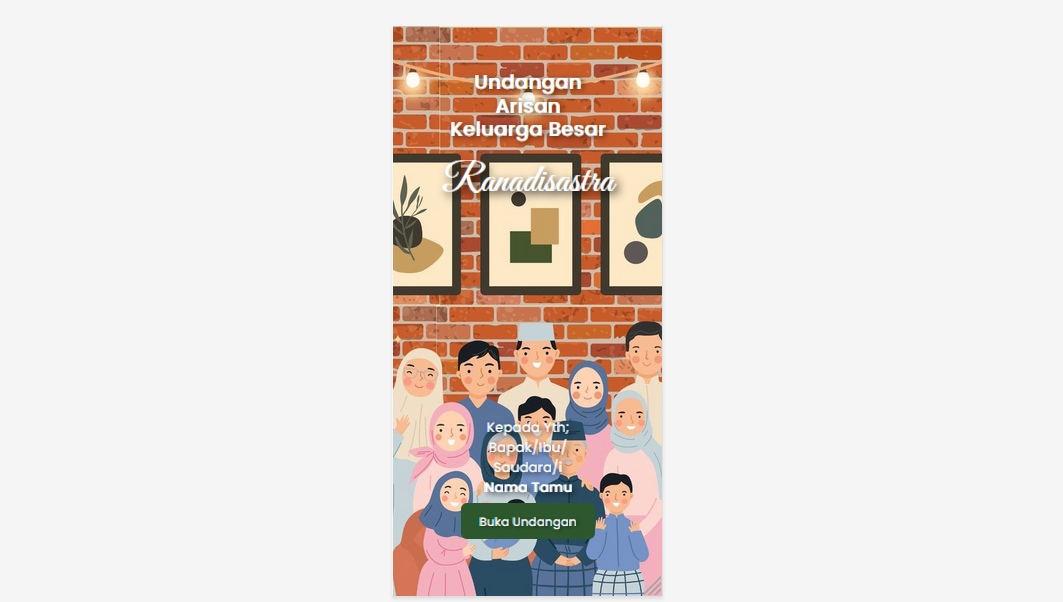 Undangan
Arisan
Keluarga Besar
Ranadisastra
Kepada Yth;
Bapak/Ibu/
Saudara/i
Nama Tamu
Buka Undangan